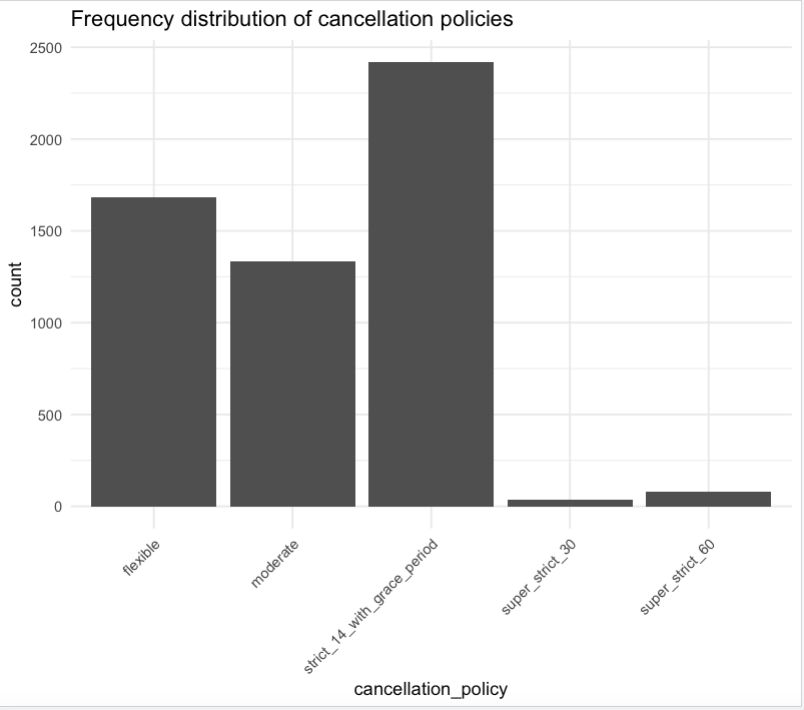 Frequency distribution of cancellation policies
2500
2000
1500
1000
500
0
count
flexible
moderate
strict_14_with_grace_period
super_strict_30
super_strict_60
cancellation_policy